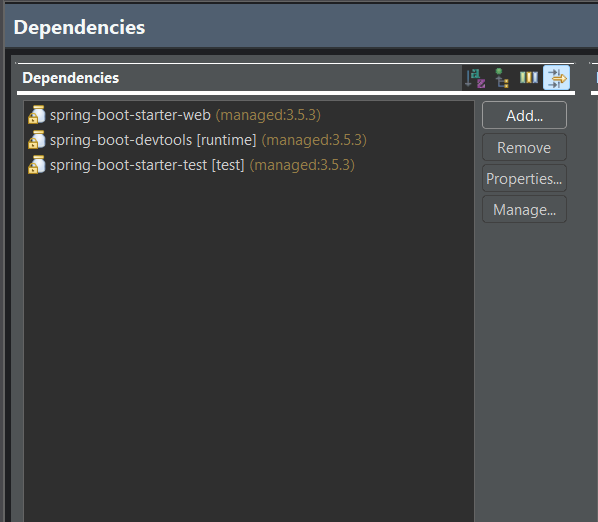 Dependencies
Dependencies
spring-boot-starter-web (managed:3.5.3)
spring-boot-devtools [runtime] (managed:3.5.3)
spring-boot-starter-test [test] (managed:3.5.3)
Add...
Remove
Properties...
Manage...